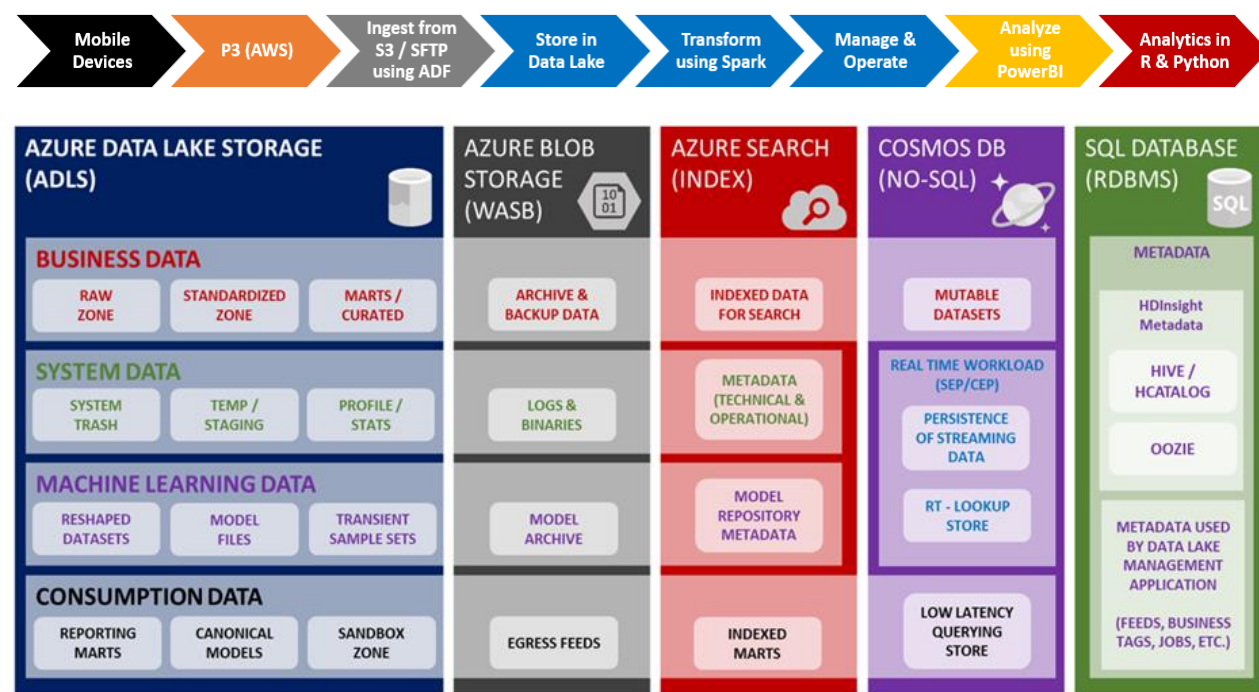 Mobile
Devices
P3 (AWS)
Ingest from
S3 / SFTP
using ADF
Store in
Data Lake
Transform
using Spark
Manage &
Operate
Analyze
using
PowerBI
Analytics in
R & Python
AZURE DATA LAKE STORAGE
(ADLS)
BUSINESS DATA
RAW
ZONE
STANDARDIZED
ZONE
MARTS /
CURATED
SYSTEM DATA
SYSTEM
TRASH
TEMP /
STAGING
PROFILE /
STATS
MACHINE LEARNING DATA
RESHAPED
DATASETS
MODEL
FILES
TRANSIENT
SAMPLE SETS
CONSUMPTION DATA
REPORTING
MARTS
CANONICAL
MODELS
SANDBOX
ZONE
AZURE BLOB
STORAGE
(WASB)
10
01
ARCHIVE &
BACKUP DATA
LOGS &
BINARIES
MODEL
ARCHIVE
EGRESS FEEDS
AZURE SEARCH
(INDEX)
INDEXED DATA
FOR SEARCH
METADATA
(TECHNICAL &
OPERATIONAL)
MODEL
REPOSITORY
METADATA
INDEXED
MARTS
COSMOS DB
(NO-SQL)
MUTABLE
DATASETS
REAL TIME WORKLOAD
(SEP/CEP)
PERSISTENCE
OF STREAMING
DATA
RT - LOOKUP
STORE
LOW LATENCY
QUERYING
STORE
SQL DATABASE
(RDBMS)
SQL
METADATA
HDInsight
Metadata
HIVE /
HCATALOG
OOZIE
METADATA USED
BY DATA LAKE
MANAGEMENT
APPLICATION
(FEEDS, BUSINESS
TAGS, JOBS, ETC.)